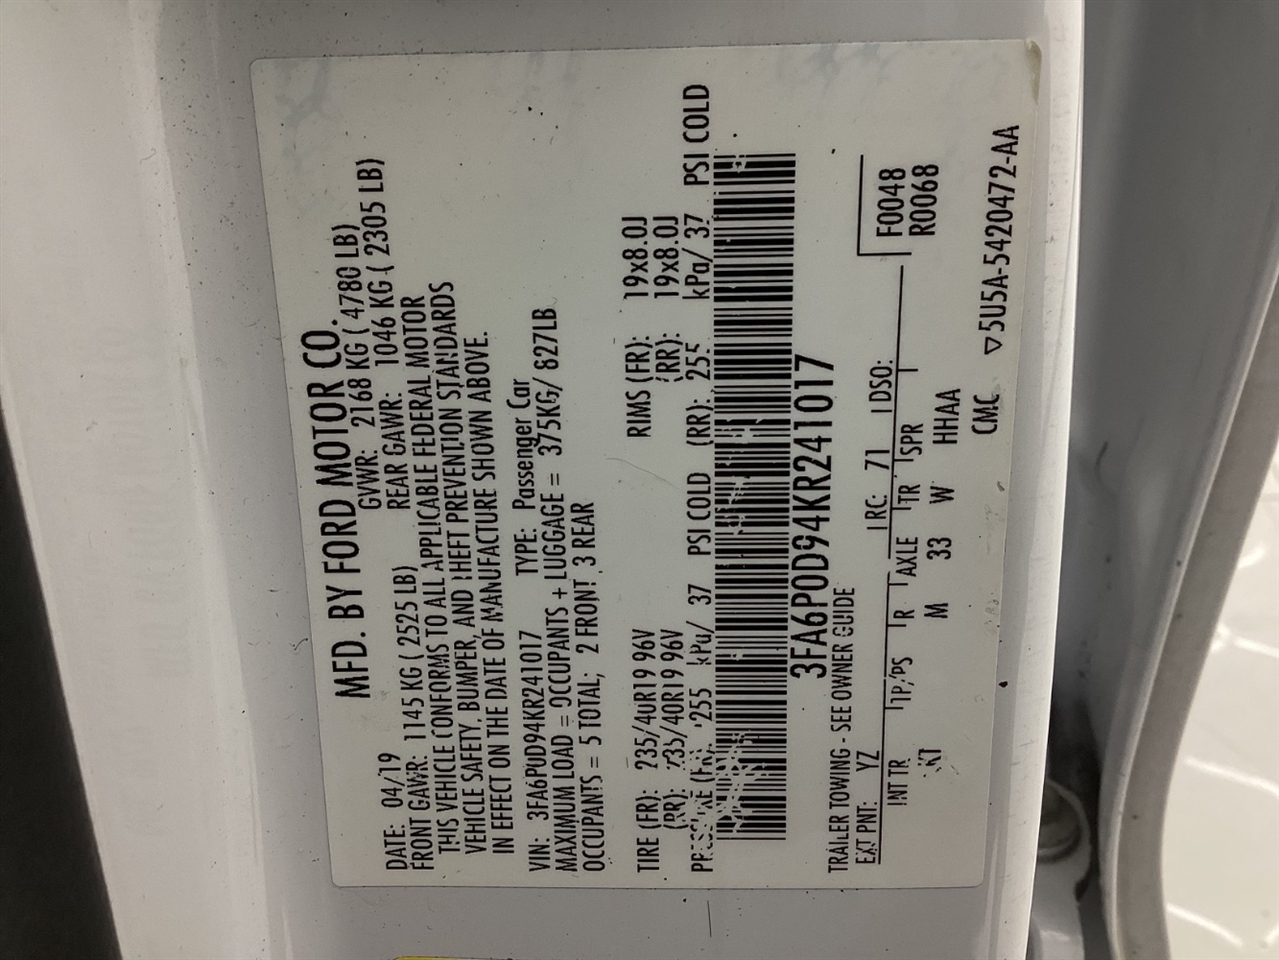 MFD. BY FORD MOTOR CO.
DATE: 04/19 GVWR: 2168 KG ( 4780 LB)
FRONT GAWR: 1145 KG ( 2525 LB) REAR GAWR: 1046 KG ( 2305 LB)
THIS VEHICLE CONFORMS TO ALL APPLICABLE FEDERAL MOTOR
VEHICLE SAFETY, BUMPER, AND THEFT PREVENTION STANDARDS
IN EFFECT ON THE DATE OF MANUFACTURE SHOWN ABOVE.
VIN: 3FA6P0D94KR241017 TYPE: Passenger Car
MAXIMUM LOAD = OCCUPANTS + LUGGAGE = 375KG/ 827LB
OCCUPANTS = 5 TOTAL; 2 FRONT, 3 REAR
TIRE (FR): 235/40R19 96V RIMS (FR): 19x8.0J
(RR): 235/40R19 96V (RR): 19x8.0J
PRESSURE (FR): 255 kPa/ 37 PSI COLD (RR): 255 kPa/ 37 PSI COLD
3FA6P0D94KR241017
TRAILER TOWING - SEE OWNER GUIDE F0048
EXT PNT: YZ RC: 71 DSO: R0068
INT TR TP/PS R AXLE TR SPR
M 33 W HHAA
CMC ▽5U5A-5420472-AA